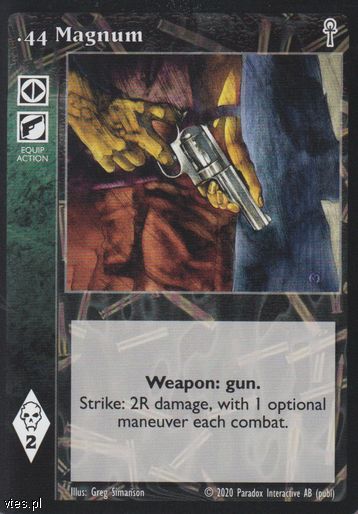 .44 Magnum
EQUIP
ACTION
Weapon: gun.
Strike: 2R damage, with 1 optional
maneuver each combat.
2
Illus: Greg Simanson © 2020 Paradox Interactive AB (publ)
vtes.pl